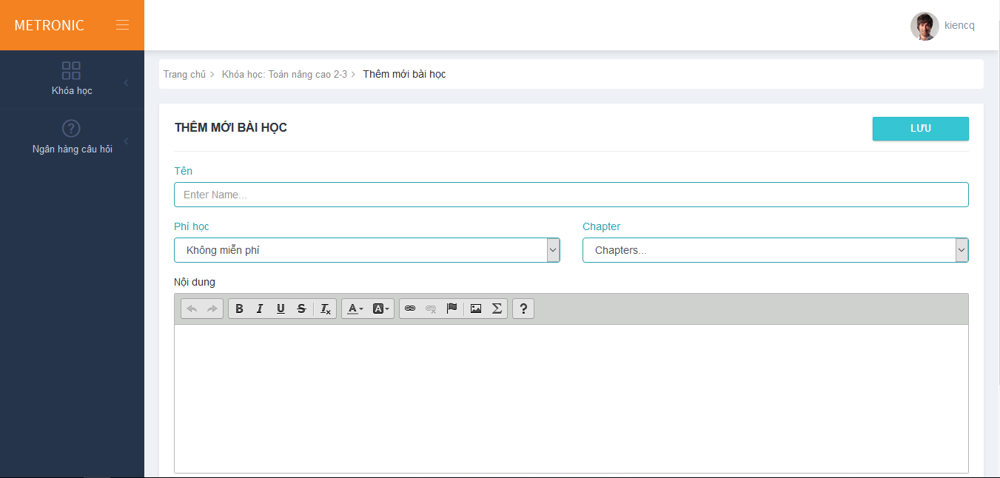 METRONIC
kiencq
Khóa học
Ngân hàng câu hỏi
Trang chủ > Khóa học: Toán nâng cao 2-3 > Thêm mới bài học
THÊM MỚI BÀI HỌC
LƯU
Tên
Enter Name...
Phí học
Chapter
Không miễn phí
Chapters...
Nội dung
B I U S Ix A A Σ ?